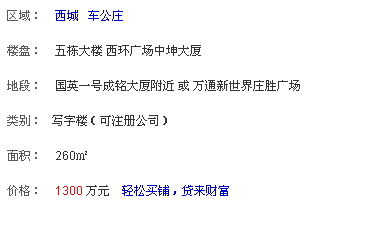 区域： 西城 车公庄
楼盘： 五栋大楼 西环广场中坤大厦
地段： 国英一号成铭大厦附近 或 万通新世界庄胜广场
类别： 写字楼 ( 可注册公司 )
面积： 260㎡
价格： 1300 万元 轻松买铺，贷来财富